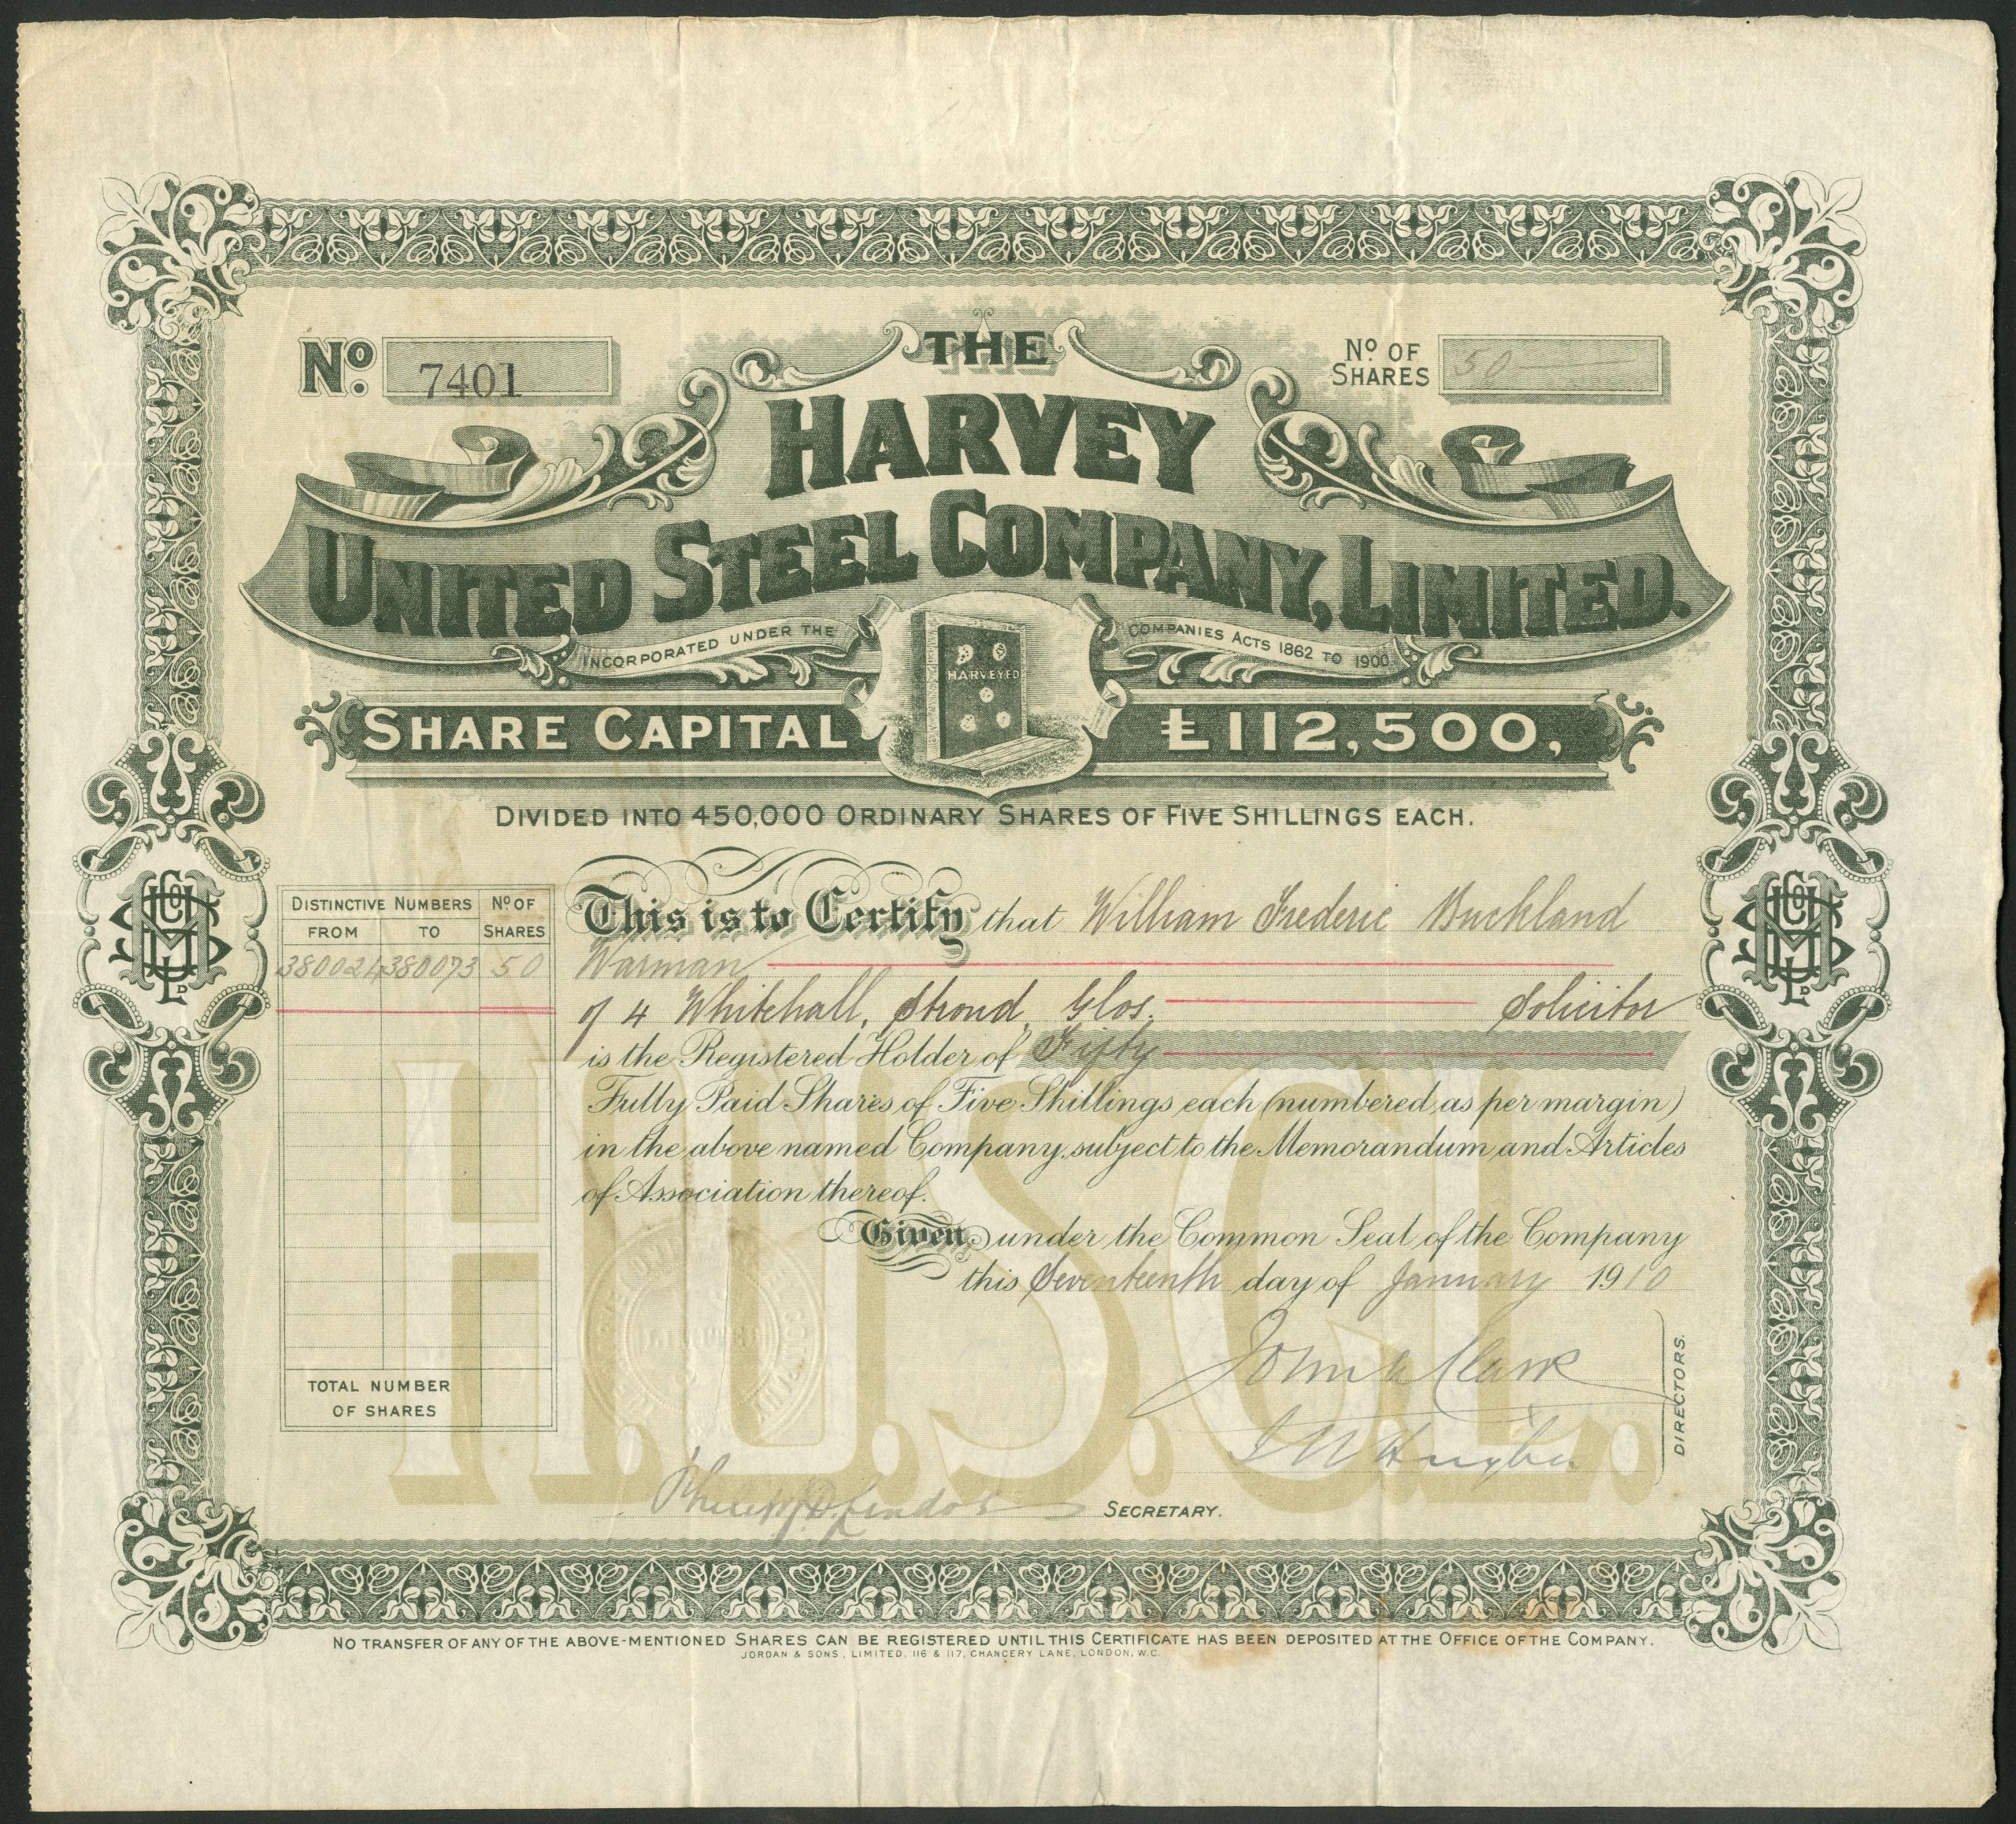 No. 7401
No. OF SHARES 50
THE
HARVEY
UNITED STEEL COMPANY, LIMITED.
INCORPORATED UNDER THE COMPANIES ACTS 1862 TO 1900
HARVEYED
SHARE CAPITAL £112,500,
DIVIDED INTO 450,000 ORDINARY SHARES OF FIVE SHILLINGS EACH.
DISTINCTIVE NUMBERS No. OF
FROM TO SHARES
380024 380073 50
TOTAL NUMBER
OF SHARES
This is to Certify that William Frederic Buckland
Warman
of 4 Whitehall, Stroud, Glos. Solicitor
is the Registered Holder of Fifty
Fully Paid Shares of Five Shillings each (numbered as per margin)
in the above named Company, subject to the Memorandum and Articles
of Association thereof.
Given under the Common Seal of the Company
this Seventeenth day of January 1910
H.U.S.C.L.
LIMITED
John Clark
DIRECTORS.
SECRETARY.
NO TRANSFER OF ANY OF THE ABOVE-MENTIONED SHARES CAN BE REGISTERED UNTIL THIS CERTIFICATE HAS BEEN DEPOSITED AT THE OFFICE OF THE COMPANY.
JORDAN & SONS, LIMITED, 116 & 117, CHANCERY LANE, LONDON, W.C.